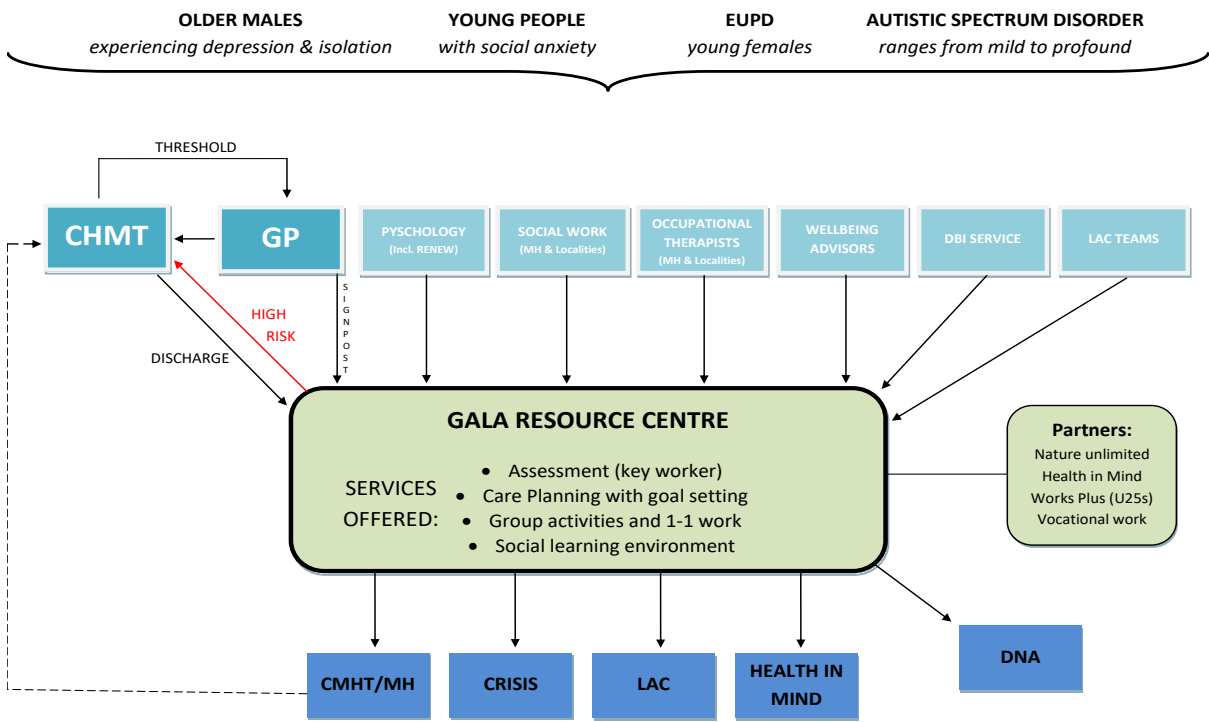 OLDER MALES
experiencing depression & isolation
YOUNG PEOPLE
with social anxiety
EUPD
young females
AUTISTIC SPECTRUM DISORDER
ranges from mild to profound
THRESHOLD
CHMT
GP
PYSCHOLOGY
(Incl. RENEW)
SOCIAL WORK
(MH & Localities)
OCCUPATIONAL
THERAPISTS
(MH & Localities)
WELLBEING
ADVISORS
DBI SERVICE
LAC TEAMS
SIGNPOST
HIGH
RISK
DISCHARGE
GALA RESOURCE CENTRE
SERVICES
OFFERED:
• Assessment (key worker)
• Care Planning with goal setting
• Group activities and 1-1 work
• Social learning environment
Partners:
Nature unlimited
Health in Mind
Works Plus (U25s)
Vocational work
CMHT/MH
CRISIS
LAC
HEALTH IN
MIND
DNA